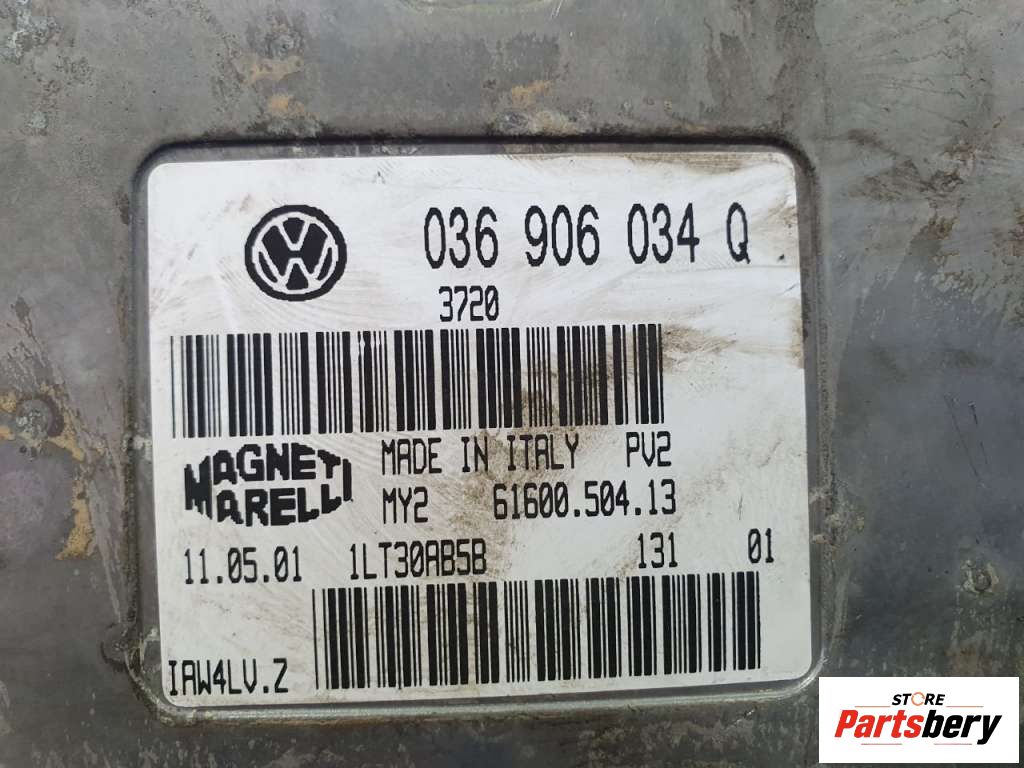 036 906 034 Q
3720
MAGNETI
MARELLI
MADE IN ITALY PV2
MY2 61600.504.13
11.05.01 1LT30AB5B 131 01
IAW4LV.Z
STORE
Partsbery